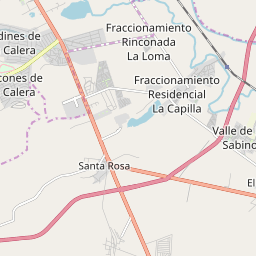 dines de
Calera
Fraccionamiento
Rinconada
La Loma
cones de
Calera
Fraccionamiento
Residencial
La Capilla
Valle de
Sabino
Santa Rosa
El